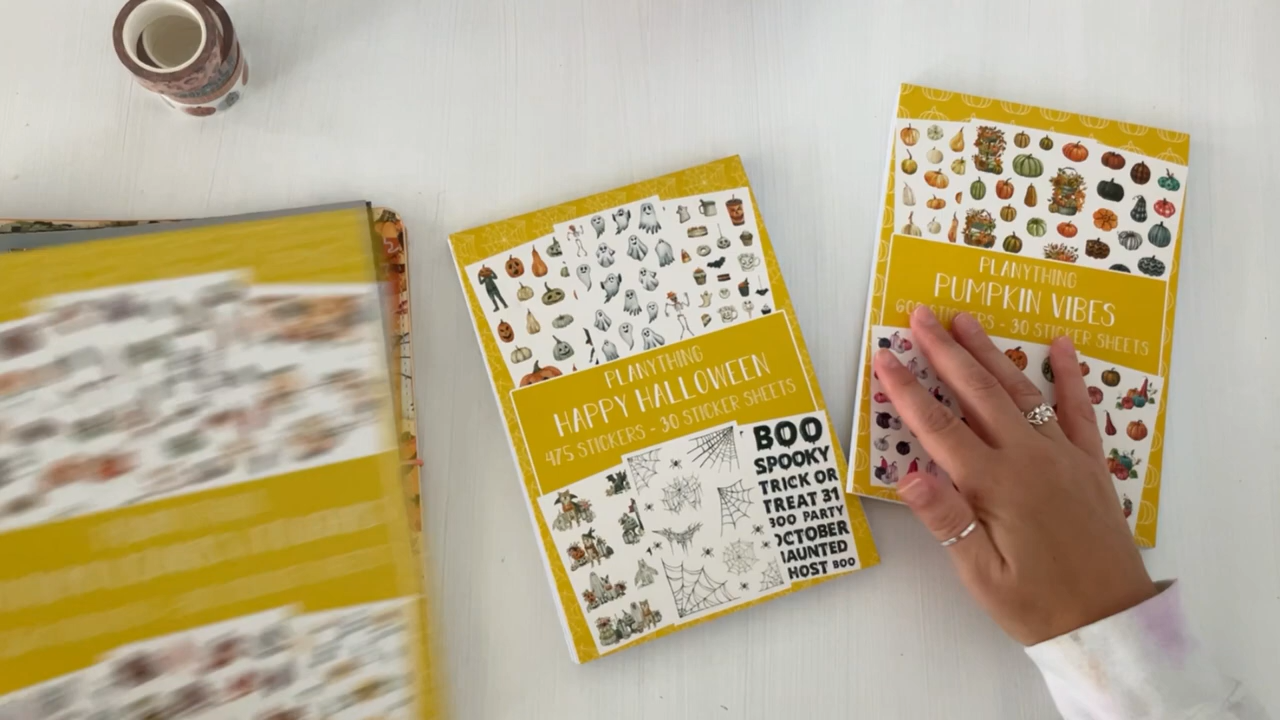 PLANYTHING
HAPPY HALLOWEEN
475 STICKERS - 30 STICKER SHEETS
BOO
SPOOKY
TRICK OR
TREAT 31
BOO PARTY
OCTOBER
HAUNTED
HOST BOO
PLANYTHING
PUMPKIN VIBES
STICKERS - 30 STICKER SHEETS